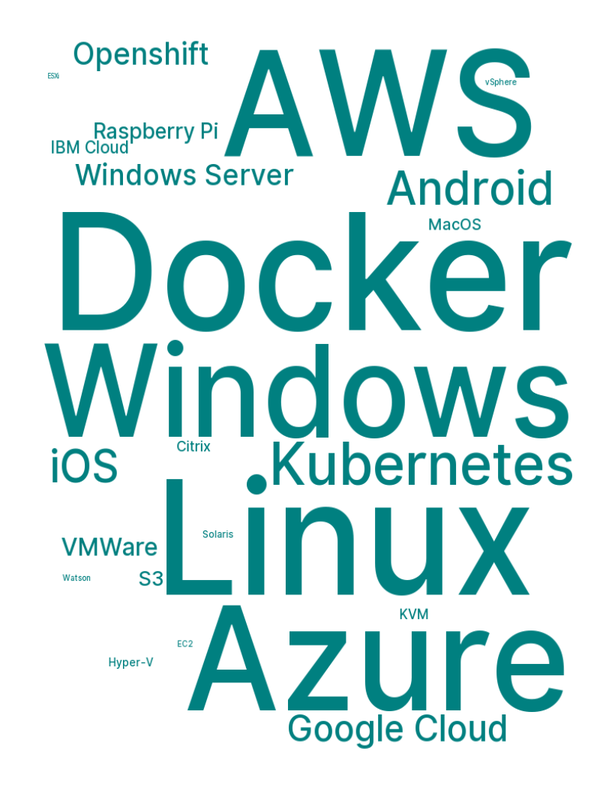 Openshift
ESXi
AWS
vSphere
Raspberry Pi
IBM Cloud
Windows Server
Android
MacOS
Docker
Windows
Citrix
iOS
Kubernetes
Linux
Solaris
VMWare
Watson
S3
KVM
Azure
EC2
Hyper-V
Google Cloud